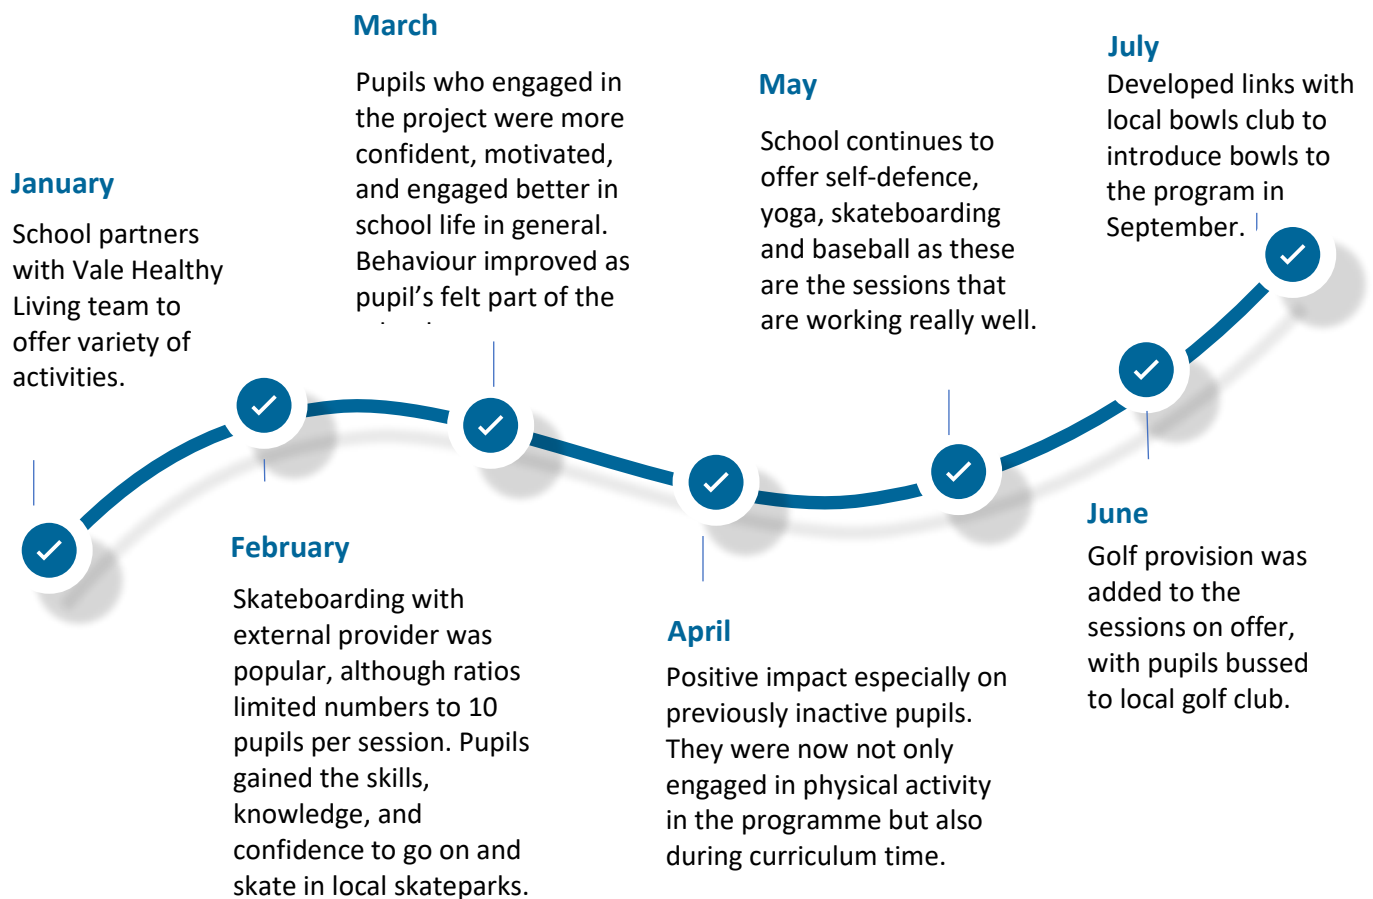 January
School partners
with Vale Healthy
Living team to
offer variety of
activities.
February
Skateboarding with
external provider was
popular, although ratios
limited numbers to 10
pupils per session. Pupils
gained the skills,
knowledge, and
confidence to go on and
skate in local skateparks.
March
Pupils who engaged in
the project were more
confident, motivated,
and engaged better in
school life in general.
Behaviour improved as
pupil’s felt part of the
April
Positive impact especially on
previously inactive pupils.
They were now not only
engaged in physical activity
in the programme but also
during curriculum time.
May
School continues to
offer self-defence,
yoga, skateboarding
and baseball as these
are the sessions that
are working really well.
June
Golf provision was
added to the
sessions on offer,
with pupils bussed
to local golf club.
July
Developed links with
local bowls club to
introduce bowls to
the program in
September.